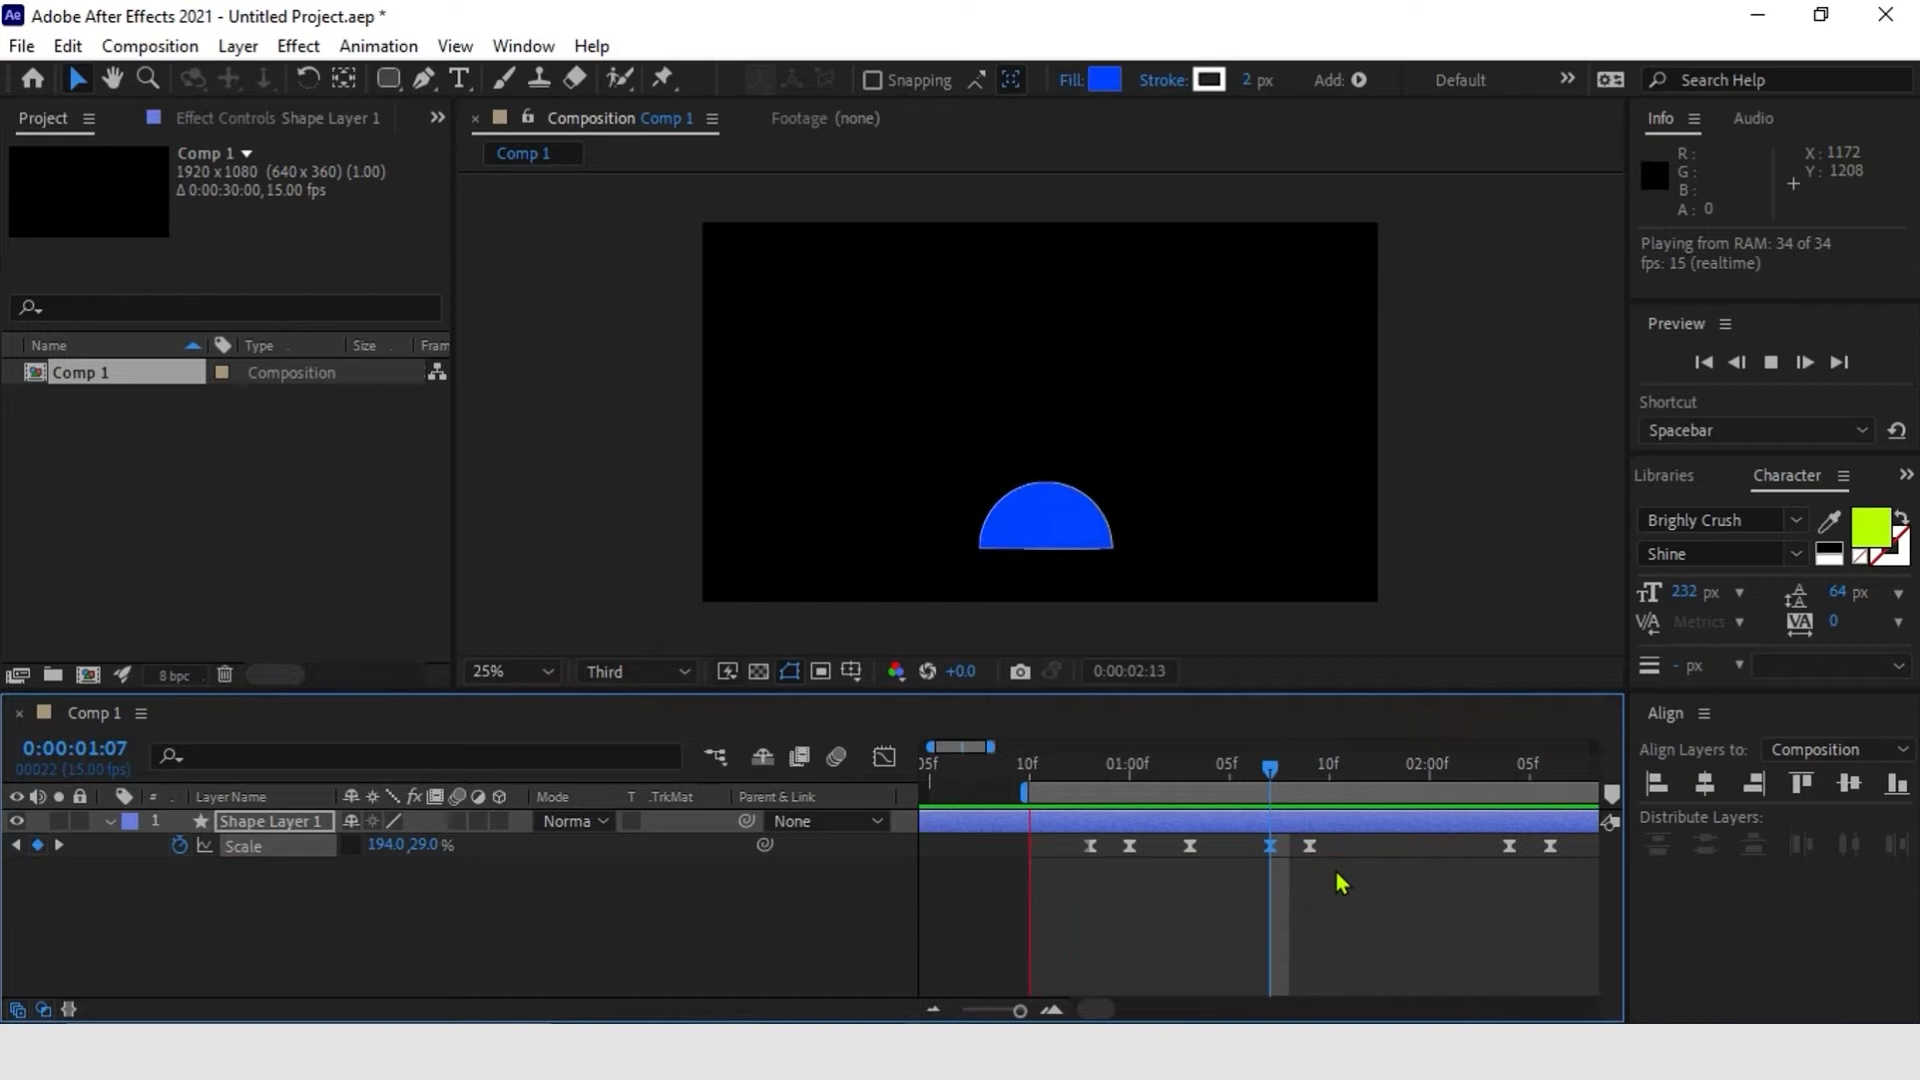 Ae Adobe After Effects 2021 - Untitled Project.aep *
File Edit Composition Layer Effect Animation View Window Help
Snapping Fill: Stroke: 2 px Add: Default Search Help
Project Effect Controls Shape Layer 1
Composition Comp 1 Footage (none)
Info Audio
Comp 1
1920 x 1080 (640 x 360) (1.00)
Δ 0:00:30:00, 15.00 fps
Comp 1
R: X: 1172
G: Y: 1208
B:
A: 0
Playing from RAM: 34 of 34
fps: 15 (realtime)
Preview
Shortcut
Spacebar
Name Type Size Fram
Comp 1 Composition
Libraries Character
Brighly Crush
Shine
232 px 64 px
Metrics 0
- px
8 bpc
25% Third +0.0 0:00:02:13
Comp 1
0:00:01:07
00022 (15.00 fps)
05f 10f 01:00f 05f 10f 02:00f 05f
# Layer Name fx Mode T .TrkMat Parent & Link
1 Shape Layer 1 Norma None
Scale 194.0,29.0 %
Align
Align Layers to: Composition
Distribute Layers: